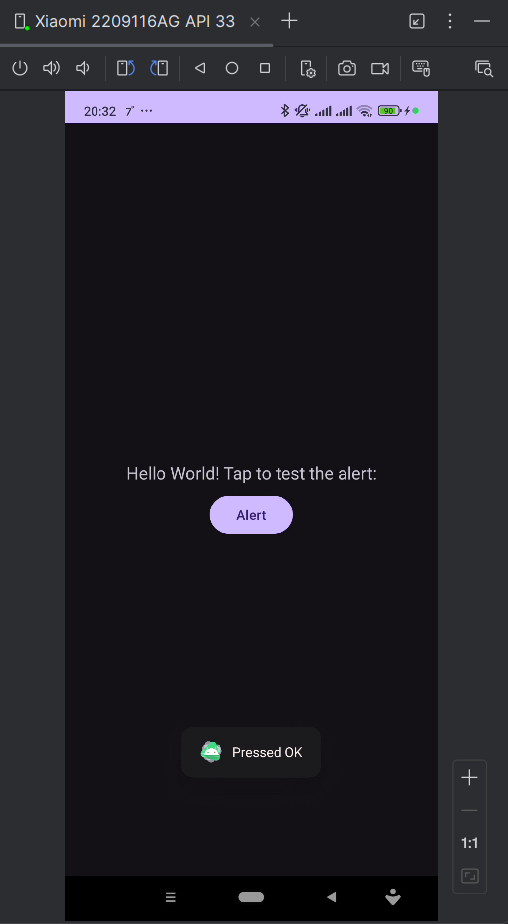 Xiaomi 2209116AG API 33
20:32
90
Hello World! Tap to test the alert:
Alert
Pressed OK
1:1